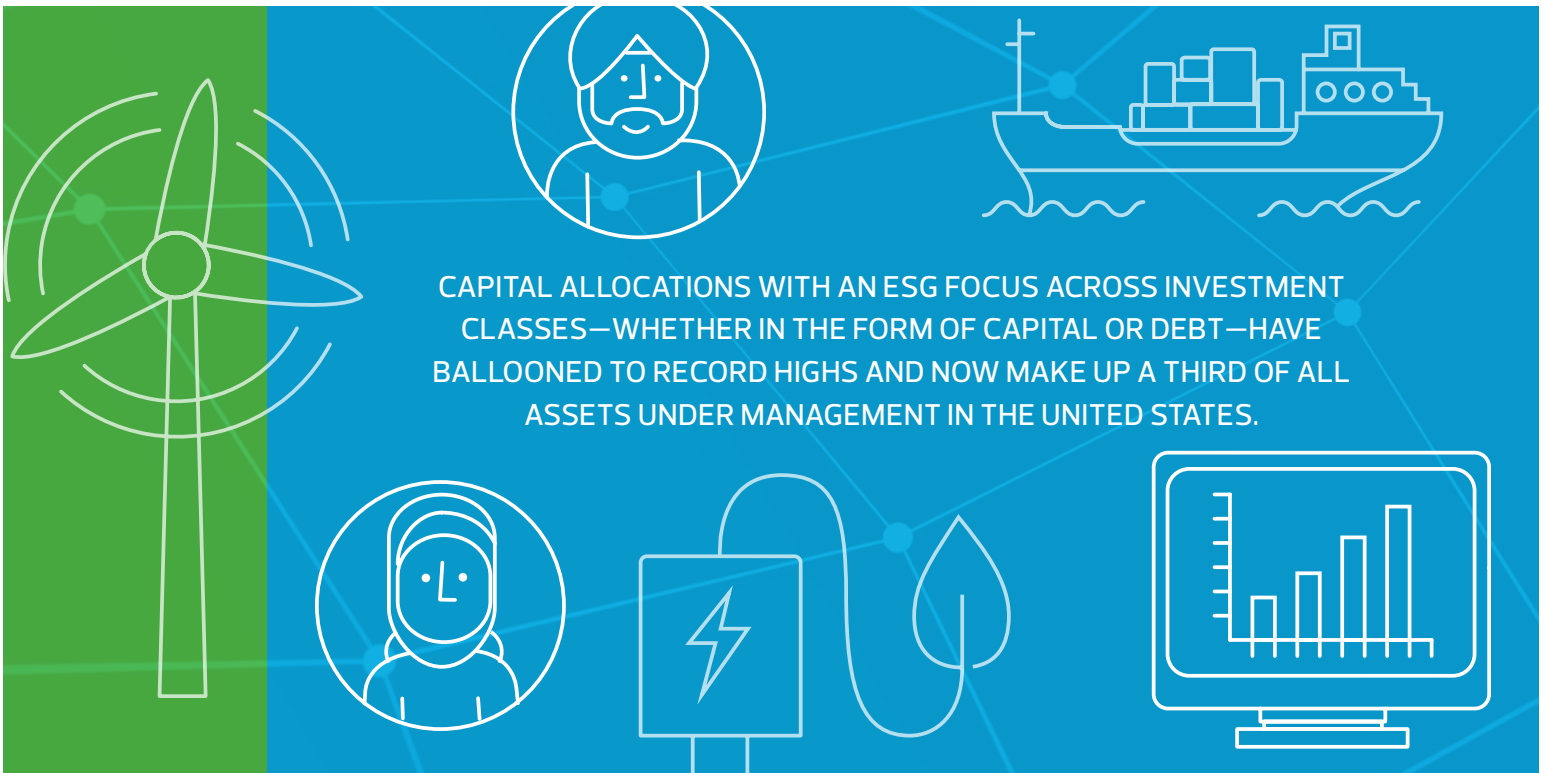 CAPITAL ALLOCATIONS WITH AN ESG FOCUS ACROSS INVESTMENT
CLASSES—WHETHER IN THE FORM OF CAPITAL OR DEBT—HAVE
BALLOONED TO RECORD HIGHS AND NOW MAKE UP A THIRD OF ALL
ASSETS UNDER MANAGEMENT IN THE UNITED STATES.